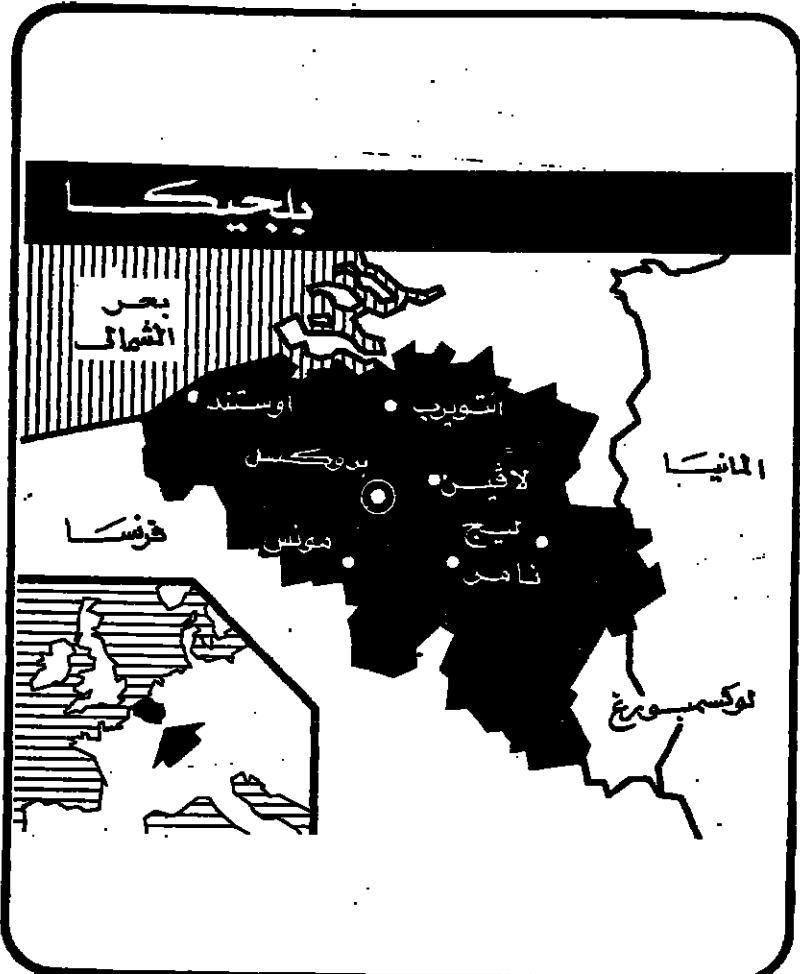 بلجيكا
بحر
الشمال
اوستند
انتويرب
بروكسل
لاڤين
المانيا
فرنسا
مونس
ليج
نامر
لوكسمبورغ